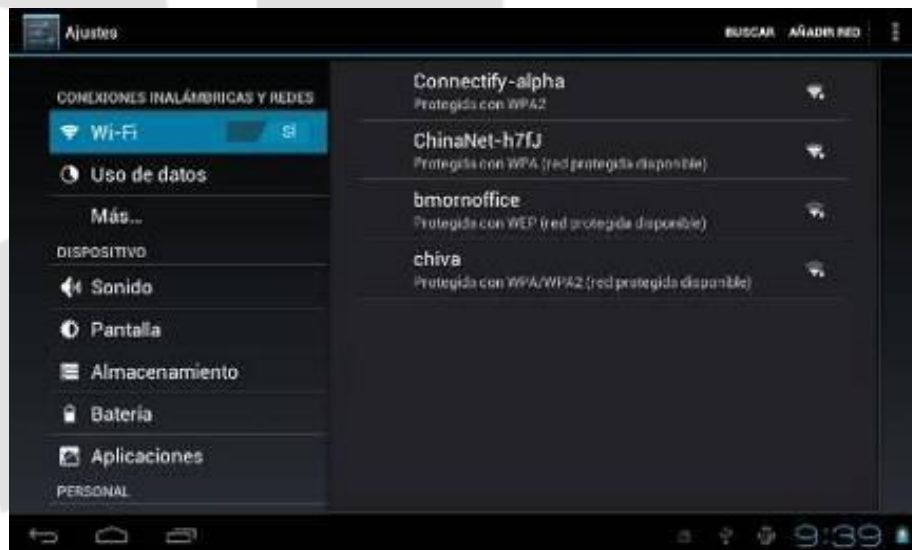 Ajustes
BUSCAR AÑADIR RED
CONEXIONES INALÁMBRICAS Y REDES
Wi-Fi SÍ
Uso de datos
Más...
DISPOSITIVO
Sonido
Pantalla
Almacenamiento
Batería
Aplicaciones
PERSONAL
Connectify-alpha
Protegida con WPA2
ChinaNet-h7fJ
Protegida con WPA (red protegida disponible)
bmornoffice
Protegida con WEP (red protegida disponible)
chiva
Protegida con WPA/WPA2 (red protegida disponible)
9:39